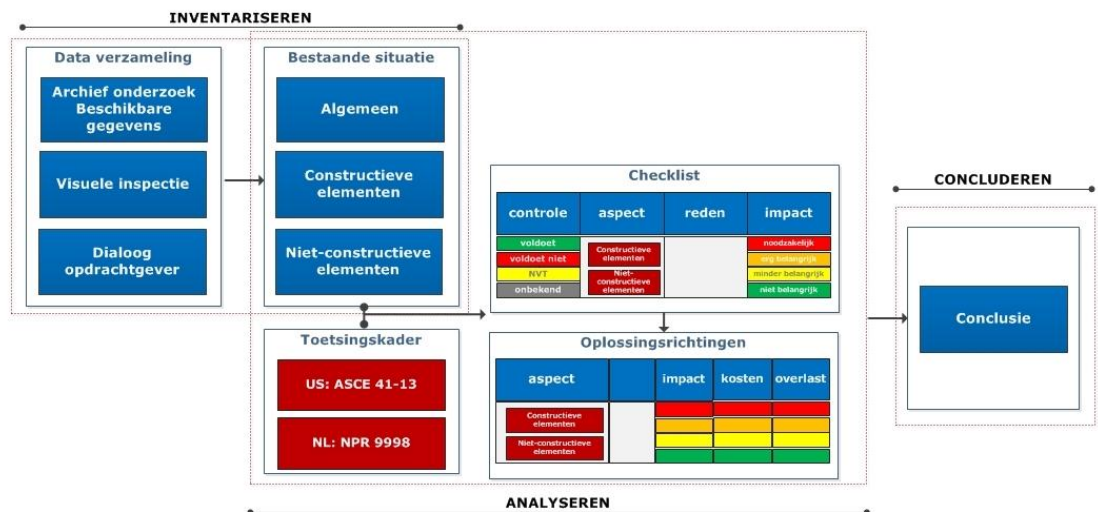 INVENTARISEREN
Data verzameling
Archief onderzoek
Beschikbare
gegevens
Visuele inspectie
Dialoog
opdrachtgever
Bestaande situatie
Algemeen
Constructieve
elementen
Niet-constructieve
elementen
Toetsingskader
US: ASCE 41-13
NL: NPR 9998
Checklist
controle aspect reden impact
voldoet
voldoet niet
NVT
onbekend
Constructieve
elementen
Niet-
constructieve
elementen
noodzakelijk
erg belangrijk
minder belangrijk
niet belangrijk
Oplossingsrichtingen
aspect impact kosten overlast
Constructieve
elementen
Niet-constructieve
elementen
ANALYSEREN
CONCLUDEREN
Conclusie